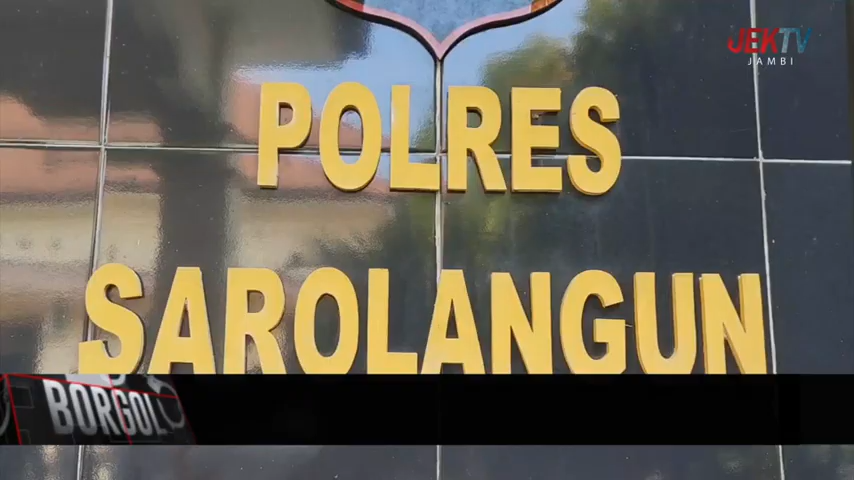 JEKTV
JAMBI
POLRES
SAROLANGUN
BORGOL